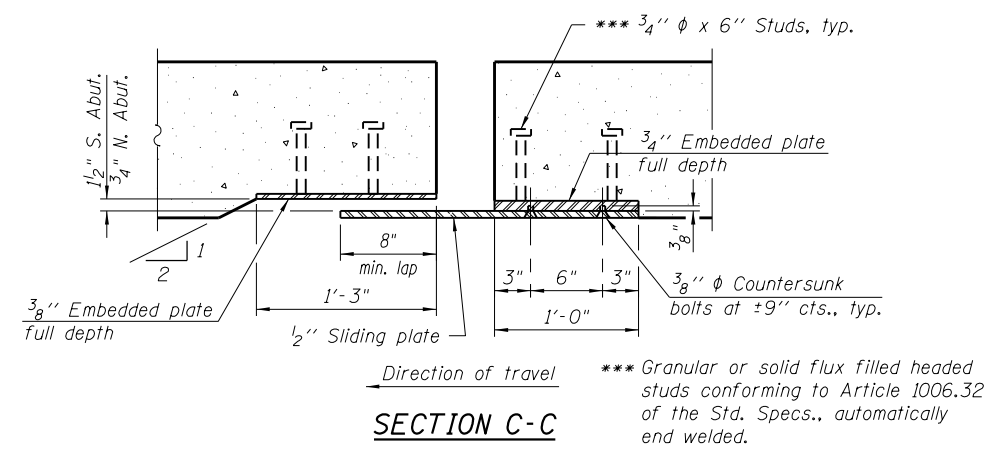 *** 3/4" ϕ x 6" Studs, typ.
1 1/2" S. Abut.
3/4" N. Abut.
3/4" Embedded plate
full depth
3/8"
1
2
8"
min. lap
1'-3"
3" 6" 3"
1'-0"
3/8" ϕ Countersunk
bolts at ±9" cts., typ.
3/8" Embedded plate
full depth
1/2" Sliding plate
Direction of travel
SECTION C-C
*** Granular or solid flux filled headed
studs conforming to Article 1006.32
of the Std. Specs., automatically
end welded.